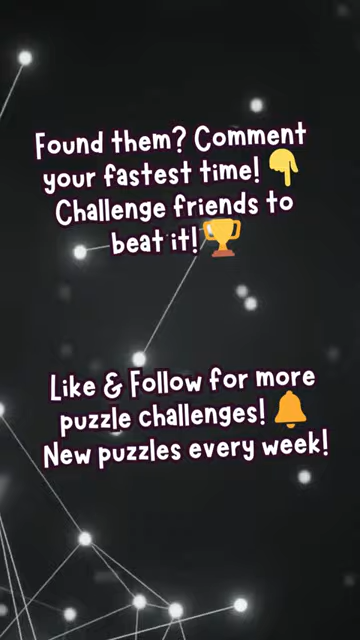 Found them? Comment
your fastest time! 👇
Challenge friends to
beat it! 🏆
Like & Follow for more
puzzle challenges! 🔔
New puzzles every week!